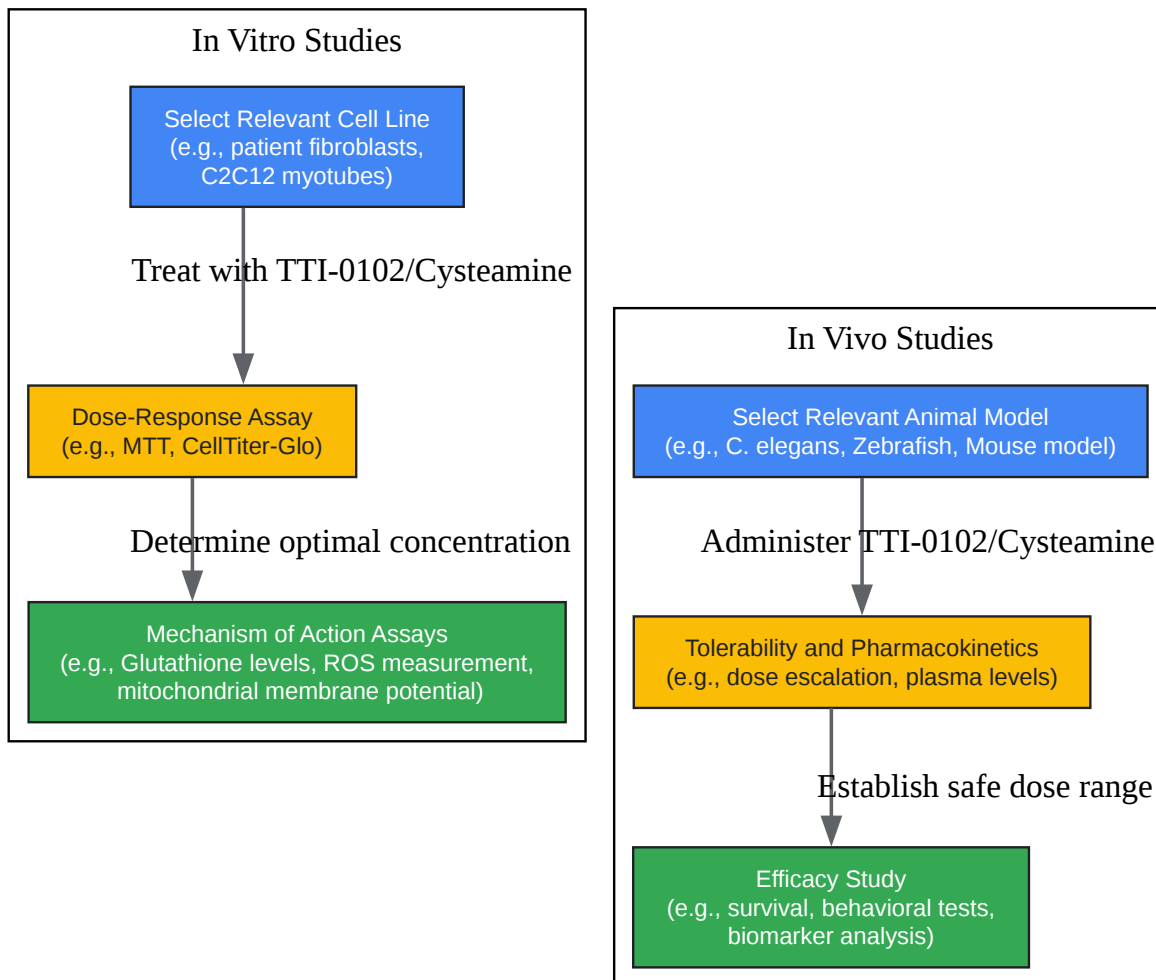 In Vitro Studies
Select Relevant Cell Line
(e.g., patient fibroblasts,
C2C12 myotubes)
Treat with TTI-0102/Cysteamine
Dose-Response Assay
(e.g., MTT, CellTiter-Glo)
Determine optimal concentration
Mechanism of Action Assays
(e.g., Glutathione levels, ROS measurement,
mitochondrial membrane potential)
In Vivo Studies
Select Relevant Animal Model
(e.g., C. elegans, Zebrafish, Mouse model)
Administer TTI-0102/Cysteamine
Tolerability and Pharmacokinetics
(e.g., dose escalation, plasma levels)
Establish safe dose range
Efficacy Study
(e.g., survival, behavioral tests,
biomarker analysis)